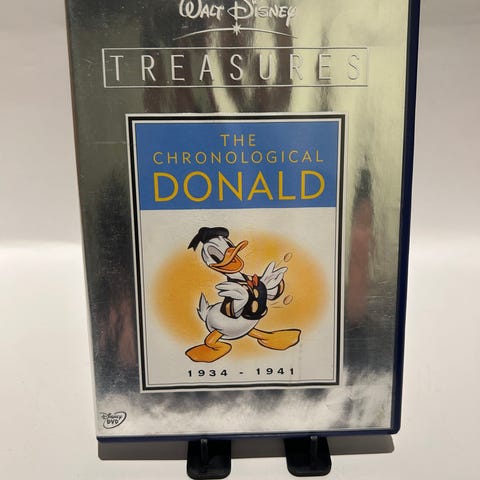 WALT DISNEY
TREASURES
THE
CHRONOLOGICAL
DONALD
1934 - 1941
Disney
DVD